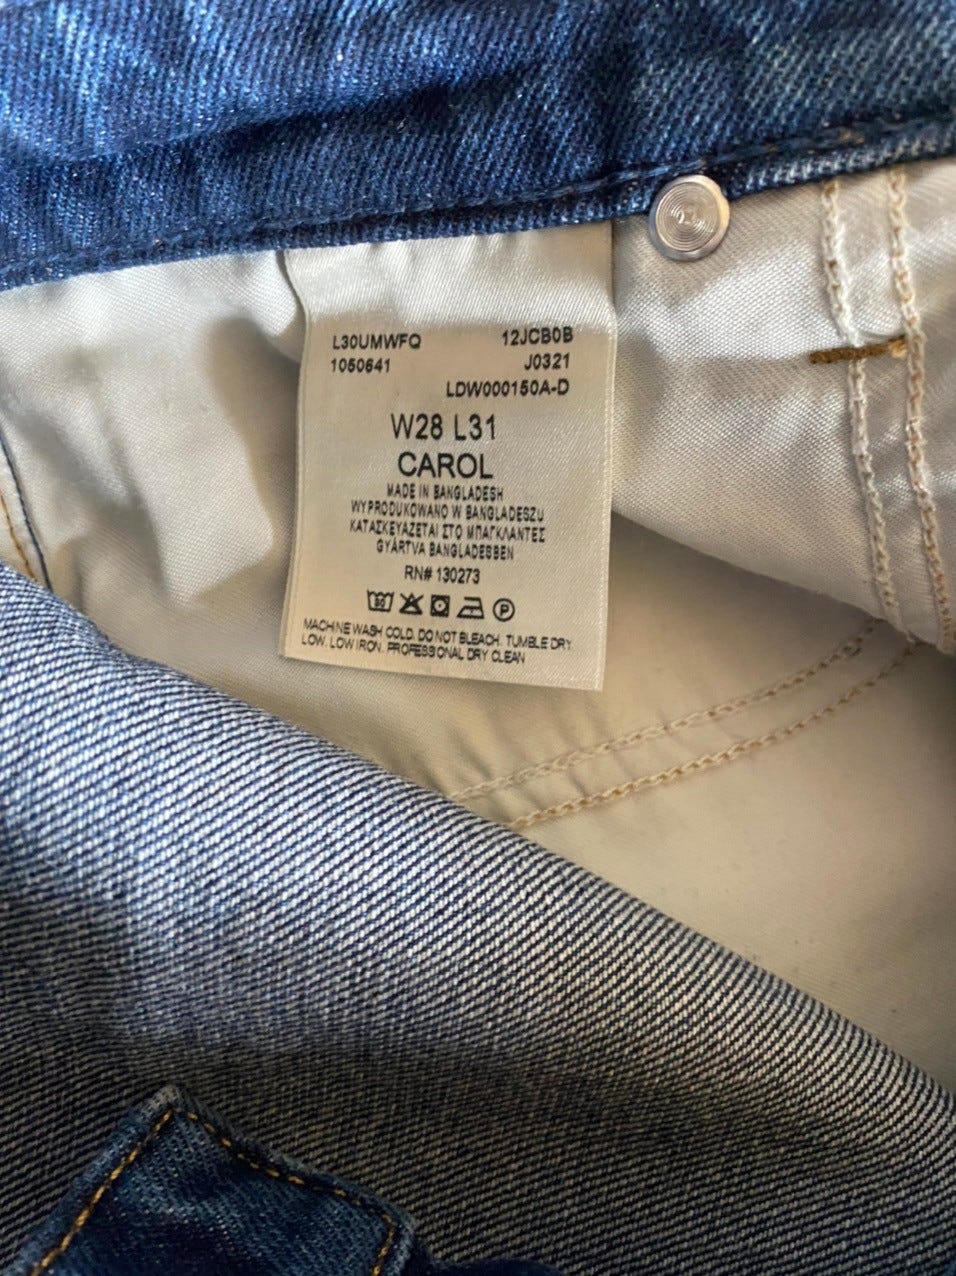 L30UMWFQ 12JCB0B
1050641 J0321
LDW000150A-D
W28 L31
CAROL
MADE IN BANGLADESH
WYPRODUKOWANO W BANGLADESZU
ΚΑΤΑΣΚΕΥΑΖΕΤΑΙ ΣΤΟ ΜΠΑΓΚΛΑΝΤΕΣ
GYÁRTVA BANGLADESBEN
RN# 130273
30 P
MACHINE WASH COLD. DO NOT BLEACH. TUMBLE DRY
LOW. LOW IRON. PROFESSIONAL DRY CLEAN